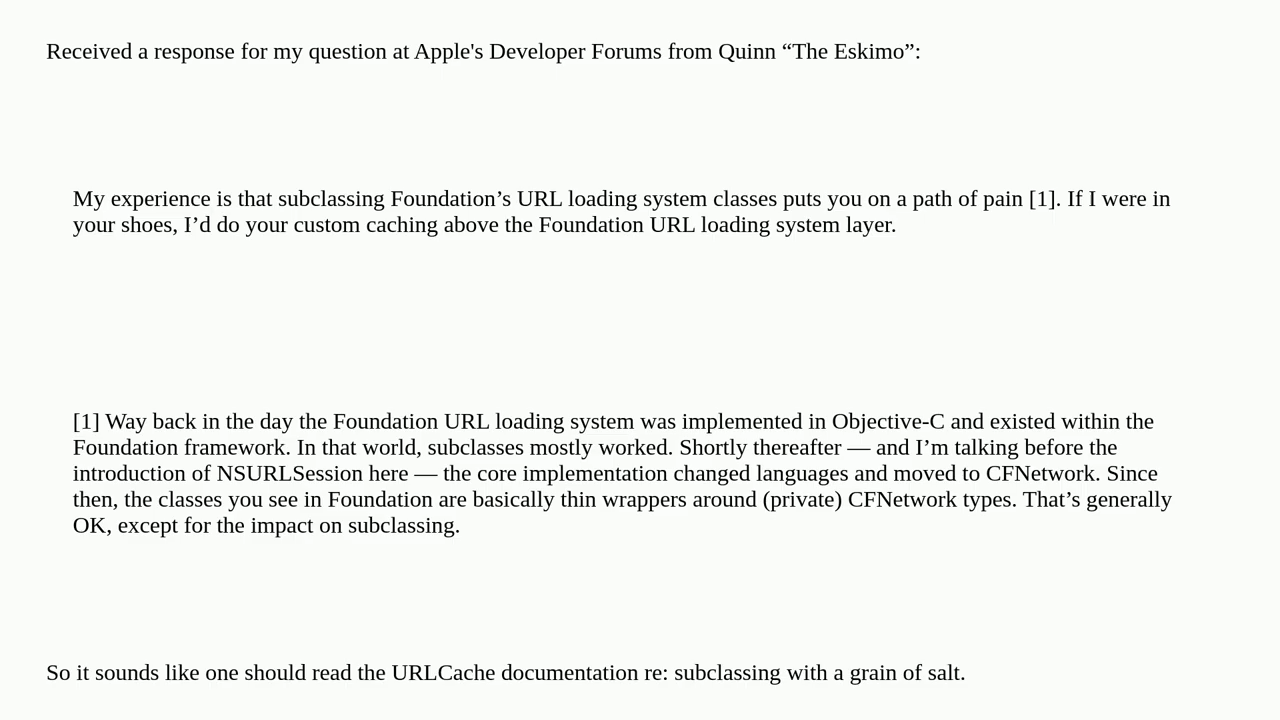 Received a response for my question at Apple's Developer Forums from Quinn “The Eskimo”:
My experience is that subclassing Foundation’s URL loading system classes puts you on a path of pain [1]. If I were in
your shoes, I’d do your custom caching above the Foundation URL loading system layer.
[1] Way back in the day the Foundation URL loading system was implemented in Objective-C and existed within the
Foundation framework. In that world, subclasses mostly worked. Shortly thereafter — and I’m talking before the
introduction of NSURLSession here — the core implementation changed languages and moved to CFNetwork. Since
then, the classes you see in Foundation are basically thin wrappers around (private) CFNetwork types. That’s generally
OK, except for the impact on subclassing.
So it sounds like one should read the URLCache documentation re: subclassing with a grain of salt.